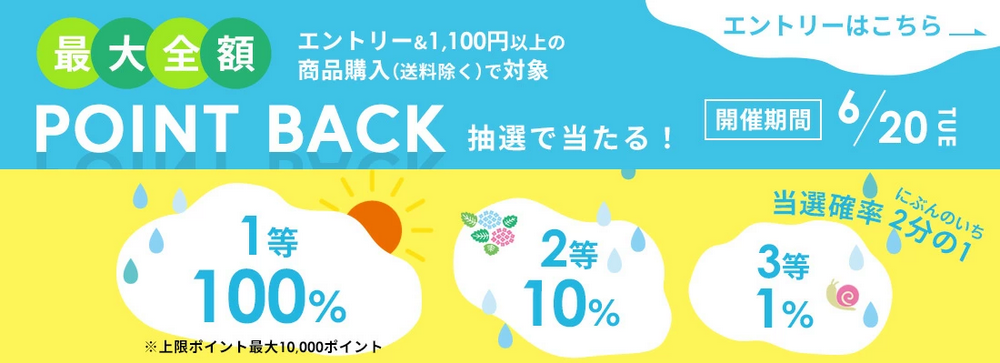 エントリーはこちら
最大全額
エントリー&1,100円以上の
商品購入(送料除く)で対象
POINT BACK 抽選で当たる!
開催期間 6/20 TUE
当選確率 2分の1
にぶんのいち
1等
100%
※上限ポイント最大10,000ポイント
2等
10%
3等
1%